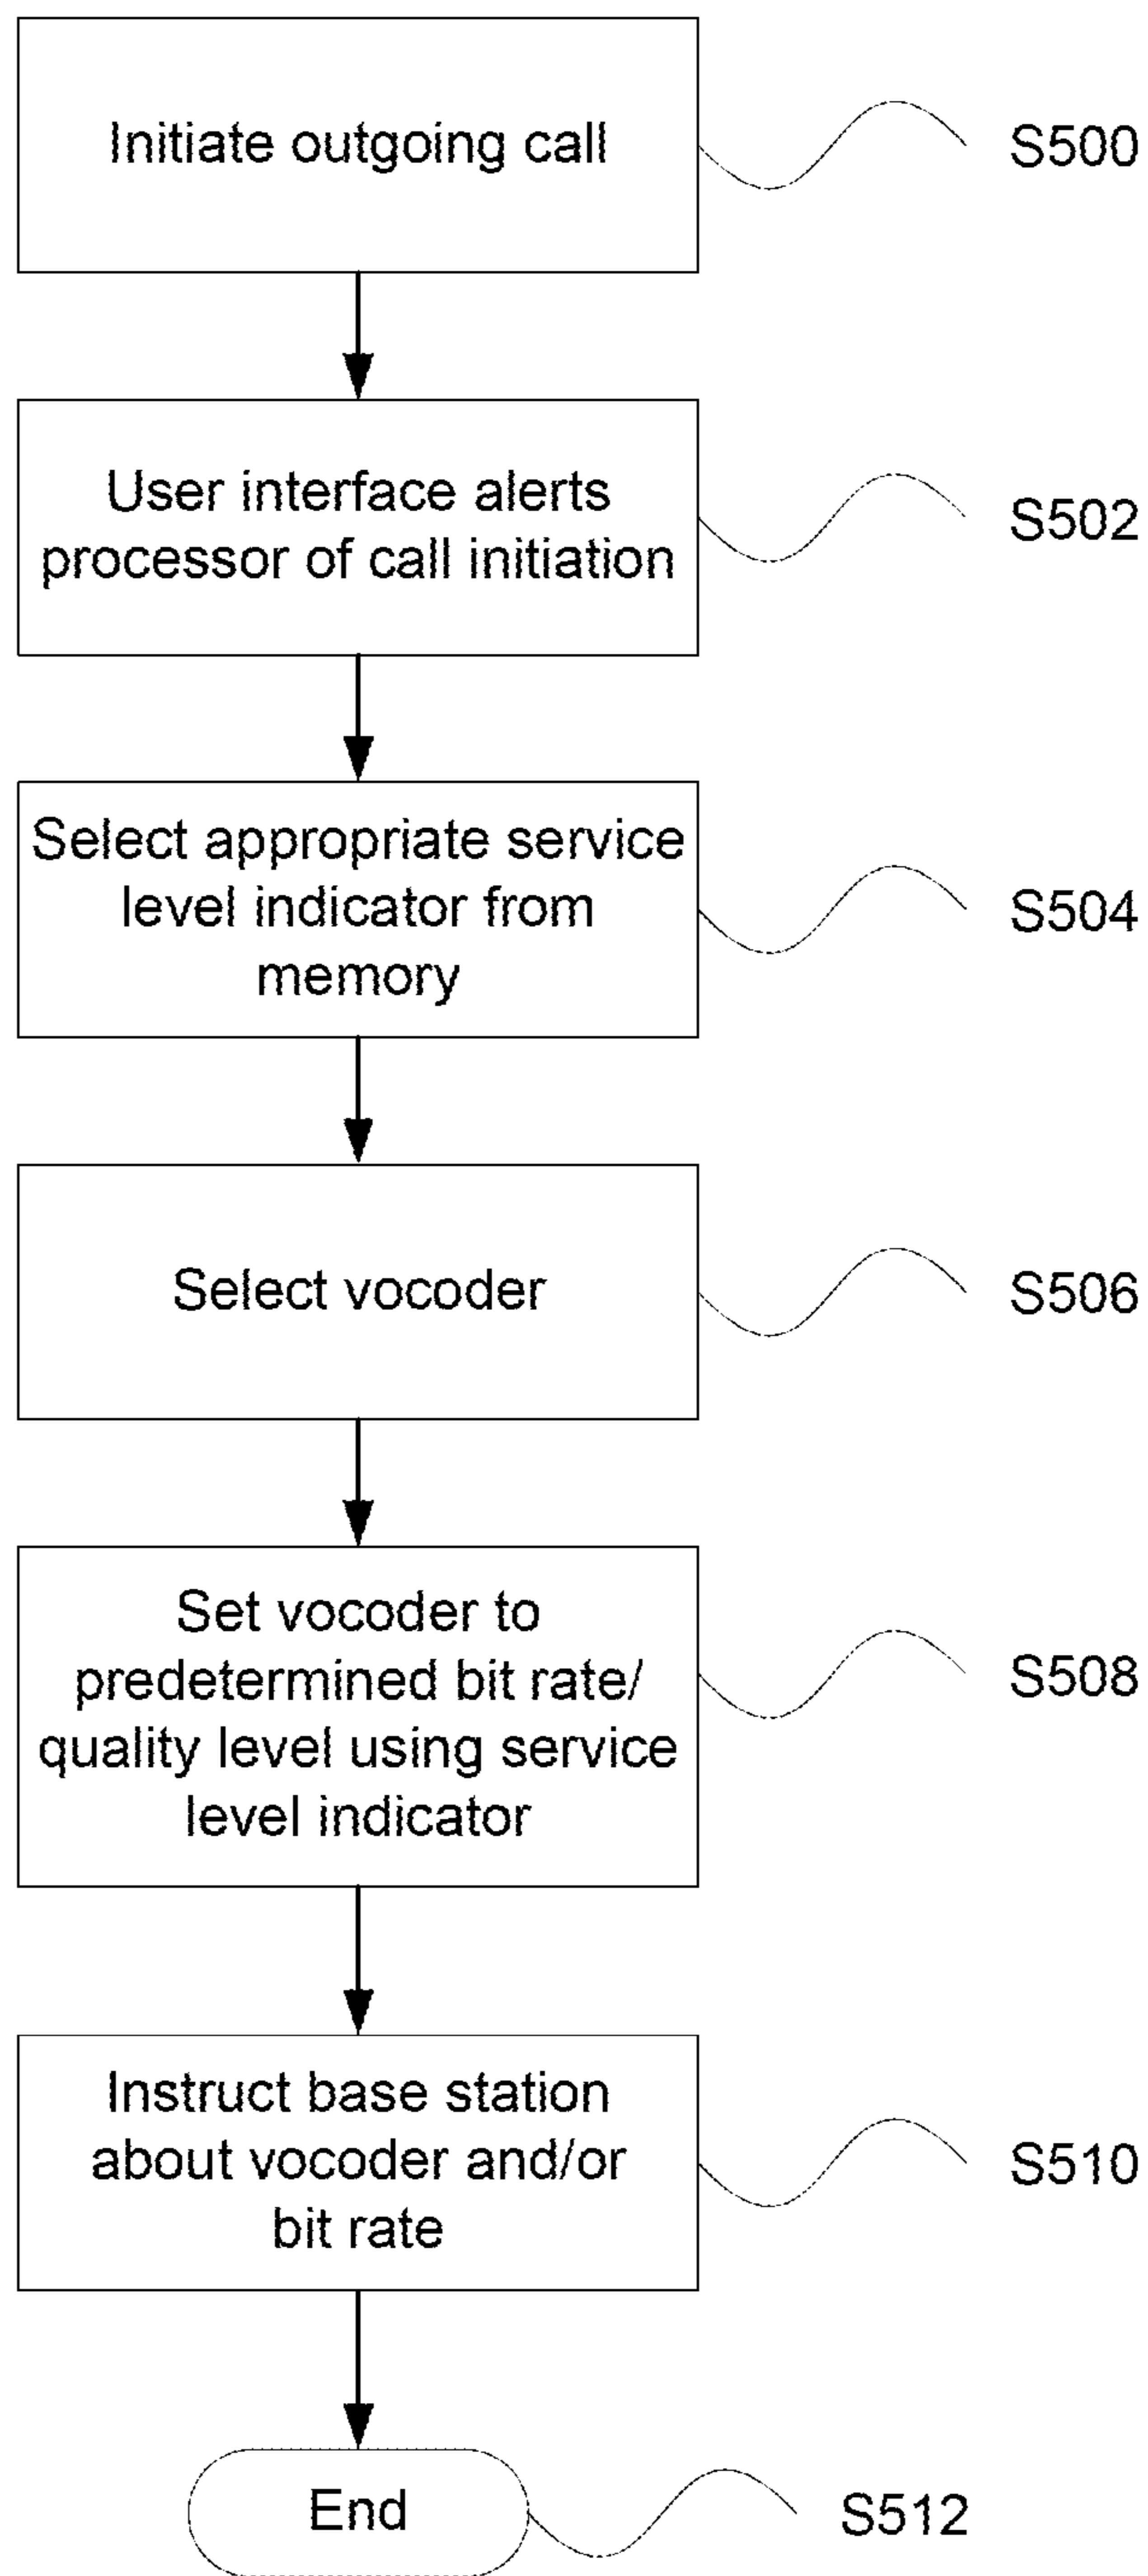 Initiate outgoing call
S500
User interface alerts
processor of call initiation
S502
Select appropriate service
level indicator from
memory
S504
Select vocoder
S506
Set vocoder to
predetermined bit rate/
quality level using service
level indicator
S508
Instruct base station
about vocoder and/or
bit rate
S510
End
S512